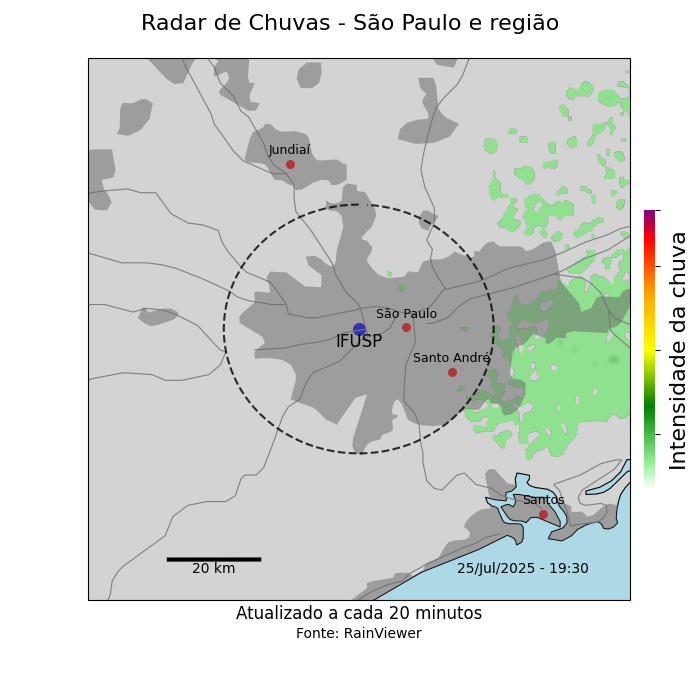 Radar de Chuvas - São Paulo e região
Jundiaí
São Paulo
IFUSP
Santo André
Santos
20 km
25/Jul/2025 - 19:30
Intensidade da chuva
Atualizado a cada 20 minutos
Fonte: RainViewer